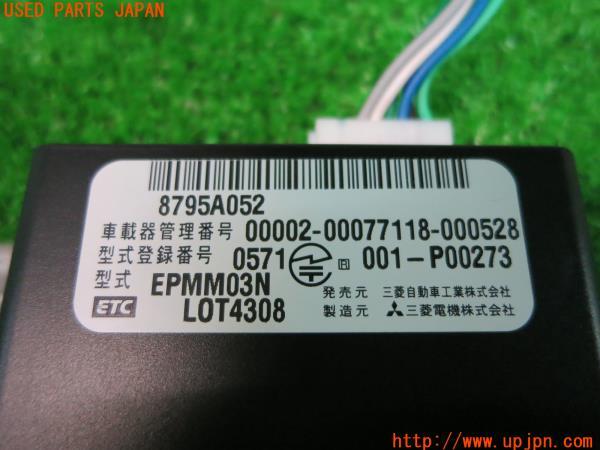 USED PARTS JAPAN
8795A052
車載器管理番号 00002-00077118-000528
型式登録番号 0571 R 001-P00273
型式 EPMM03N
ETC LOT4308
発売元 三菱自動車工業株式会社
製造元 三菱電機株式会社
http://www.upjpn.com/